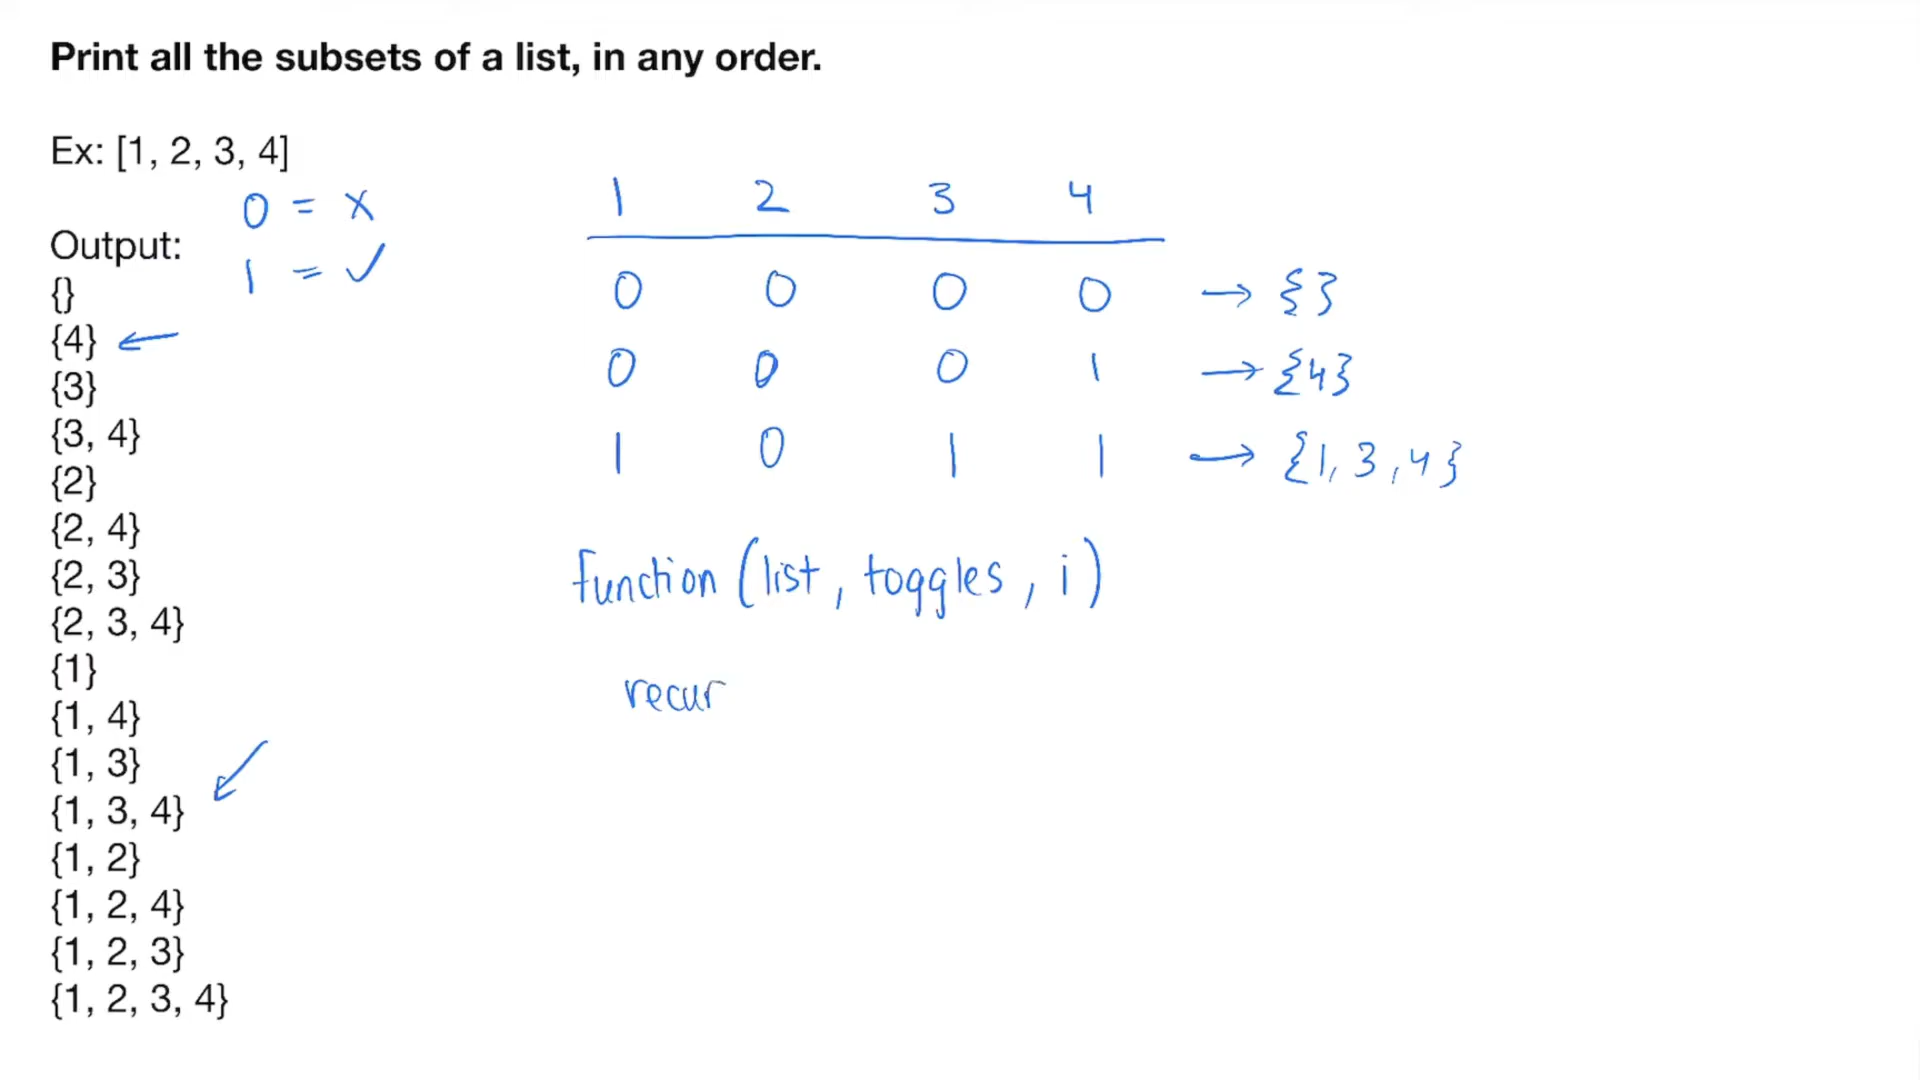 Print all the subsets of a list, in any order.
Ex: [1, 2, 3, 4]
0 = x
1 = ✓
Output:
{}
{4} ←
{3}
{3, 4}
{2}
{2, 4}
{2, 3}
{2, 3, 4}
{1}
{1, 4}
{1, 3}
{1, 3, 4} ↙
{1, 2}
{1, 2, 4}
{1, 2, 3}
{1, 2, 3, 4}
1 2 3 4
0 0 0 0 → {}
0 0 0 1 → {4}
1 0 1 1 → {1, 3, 4}
function (list, toggles, i)
recur